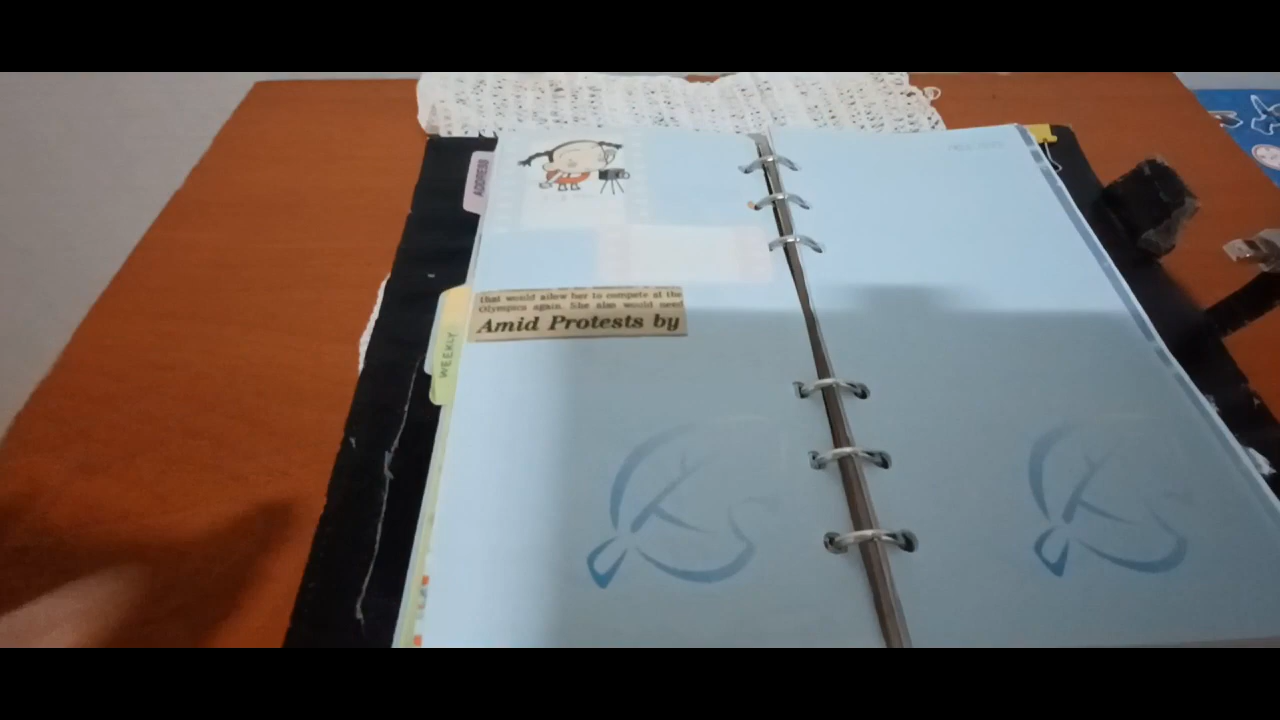 ADDRESS
that would allow her to compete at the
Olympics again. She also would need
Amid Protests by
WEEKLY